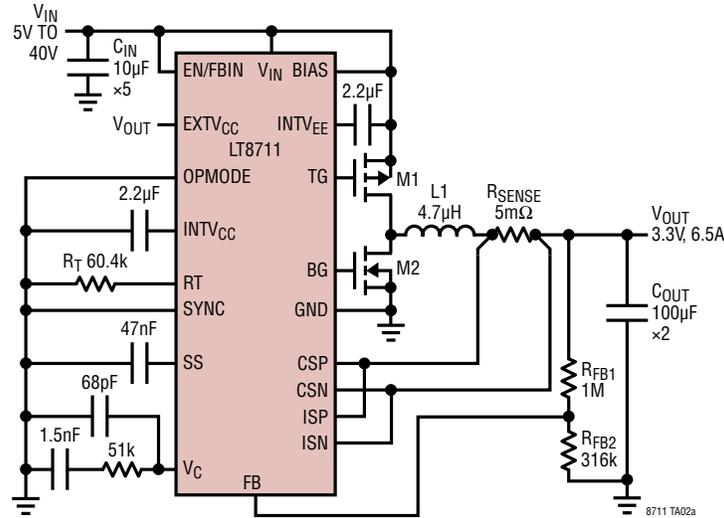 VIN
5V TO
40V
CIN
10µF
×5
EN/FBIN
VIN
BIAS
2.2µF
VOUT
EXTVCC
INTVEE
LT8711
OPMODE
TG
M1
2.2µF
L1
4.7µH
RSENSE
5mΩ
VOUT
3.3V, 6.5A
INTVCC
RT 60.4k
RT
BG
M2
SYNC
GND
COUT
100µF
×2
47nF
SS
CSP
68pF
CSN
RFB1
1M
ISP
1.5nF
51k
ISN
RFB2
316k
VC
FB
8711 TA02a